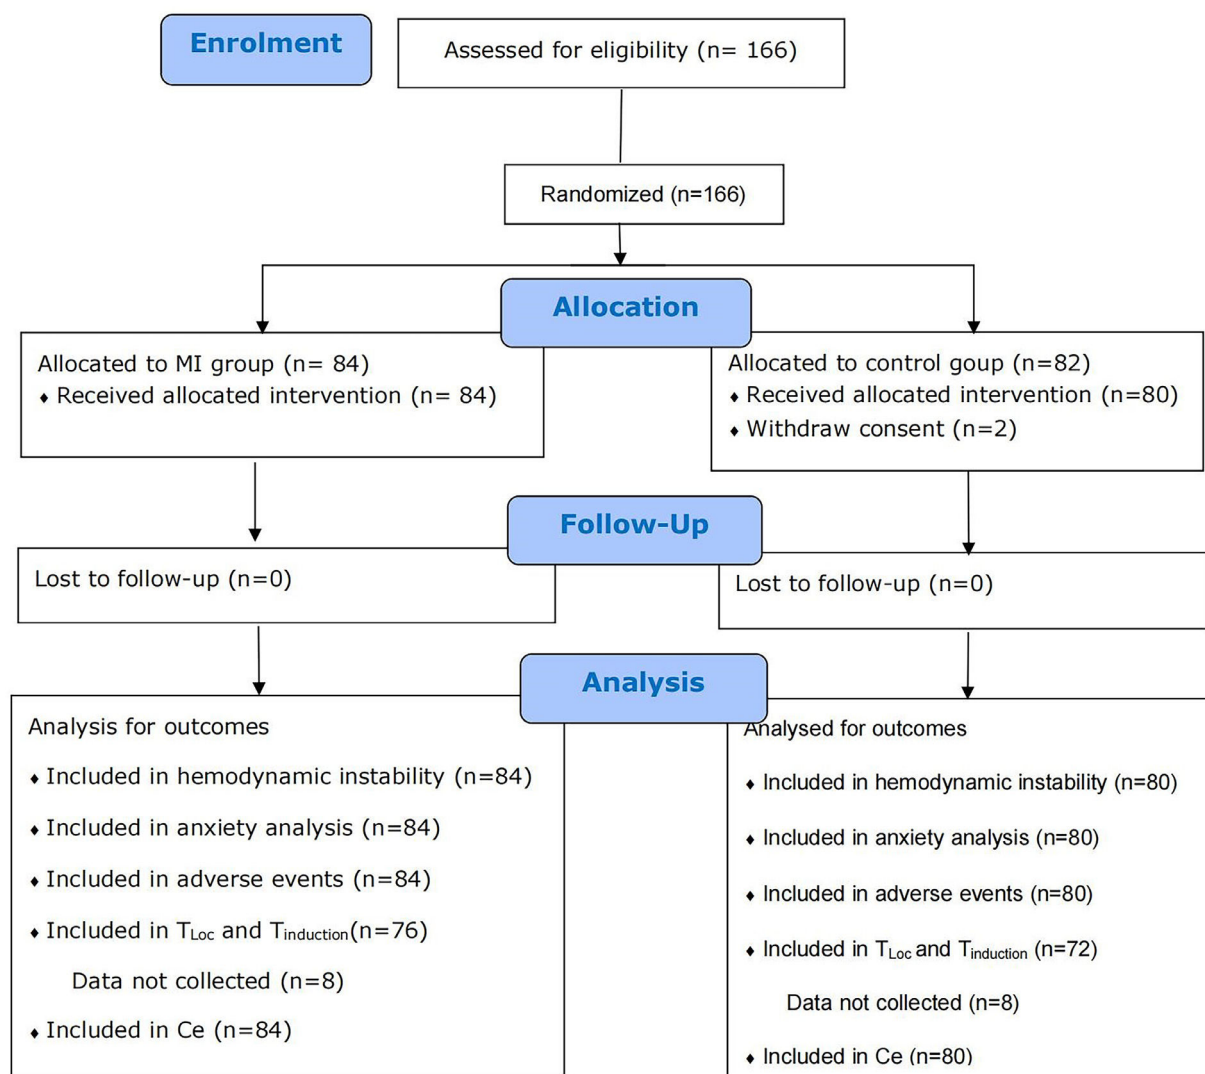 Enrolment
Assessed for eligibility (n= 166)
Randomized (n=166)
Allocation
Allocated to MI group (n= 84)
♦ Received allocated intervention (n= 84)
Allocated to control goup (n=82)
♦ Received allocated intervention (n=80)
♦ Withdraw consent (n=2)
Follow-Up
Lost to follow-up (n=0)
Lost to follow-up (n=0)
Analysis
Analysis for outcomes
♦ Included in hemodynamic instability (n=84)
♦ Included in anxiety analysis (n=84)
♦ Included in adverse events (n=84)
♦ Included in TLoc and Tinduction(n=76)
Data not collected (n=8)
♦ Included in Ce (n=84)
Analysed for outcomes
♦ Included in hemodynamic instability (n=80)
♦ Included in anxiety analysis (n=80)
♦ Included in adverse events (n=80)
♦ Included in TLoc and Tinduction (n=72)
Data not collected (n=8)
♦ Included in Ce (n=80)